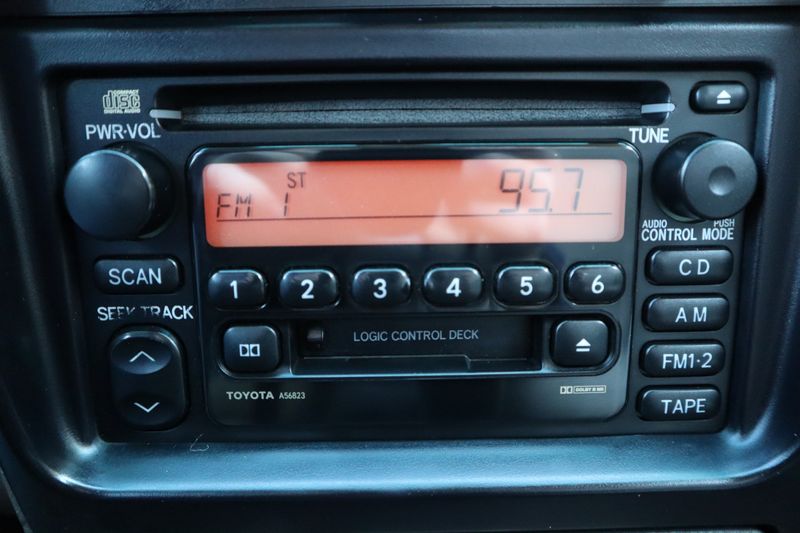 COMPACT
disc
DIGITAL AUDIO
PWR·VOL
TUNE
ST
FM 1 95.7
AUDIO PUSH
CONTROL MODE
SCAN
1 2 3 4 5 6
CD
SEEK TRACK
AM
LOGIC CONTROL DECK
FM1·2
TOYOTA A56823
DOLBY B NR
TAPE